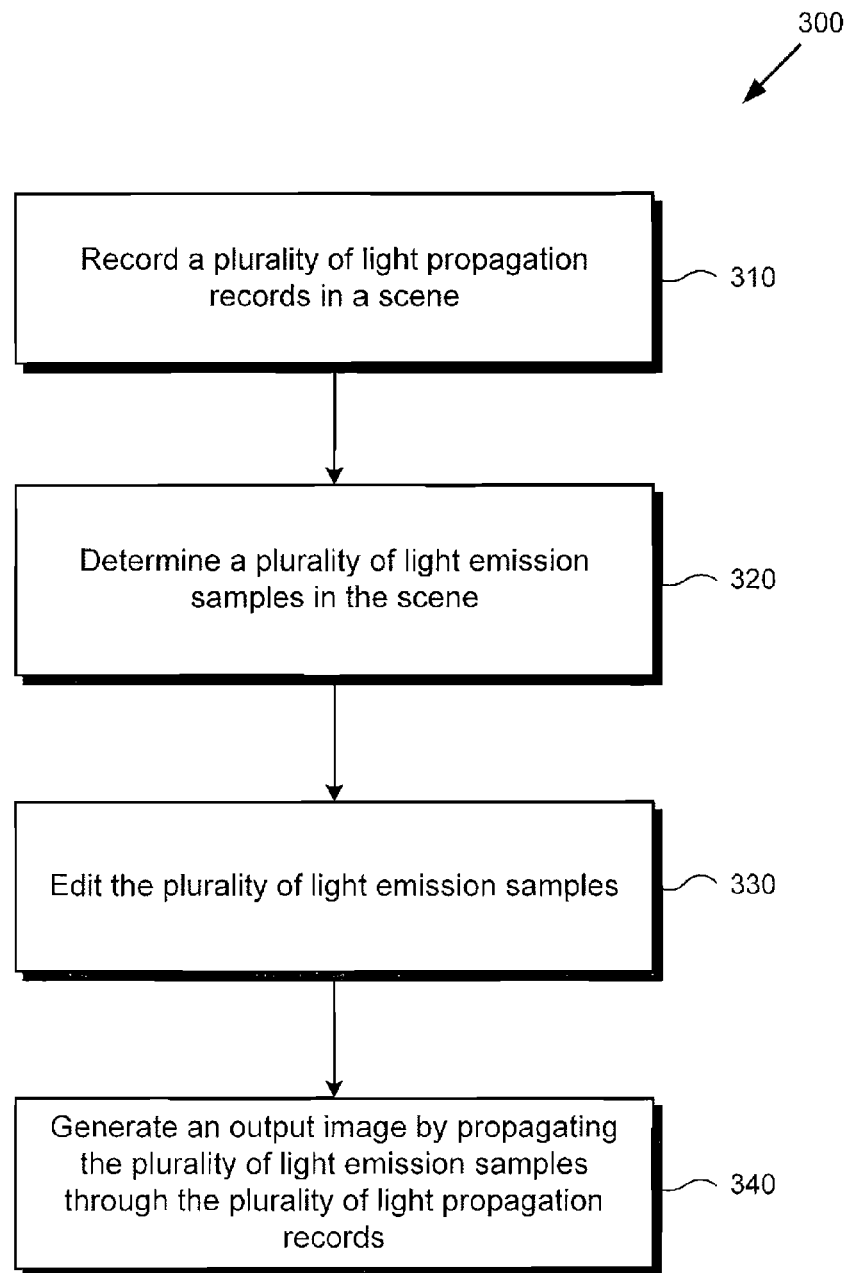 300
Record a plurality of light propagation
records in a scene
310
Determine a plurality of light emission
samples in the scene
320
Edit the plurality of light emission samples
330
Generate an output image by propagating
the plurality of light emission samples
through the plurality of light propagation
records
340